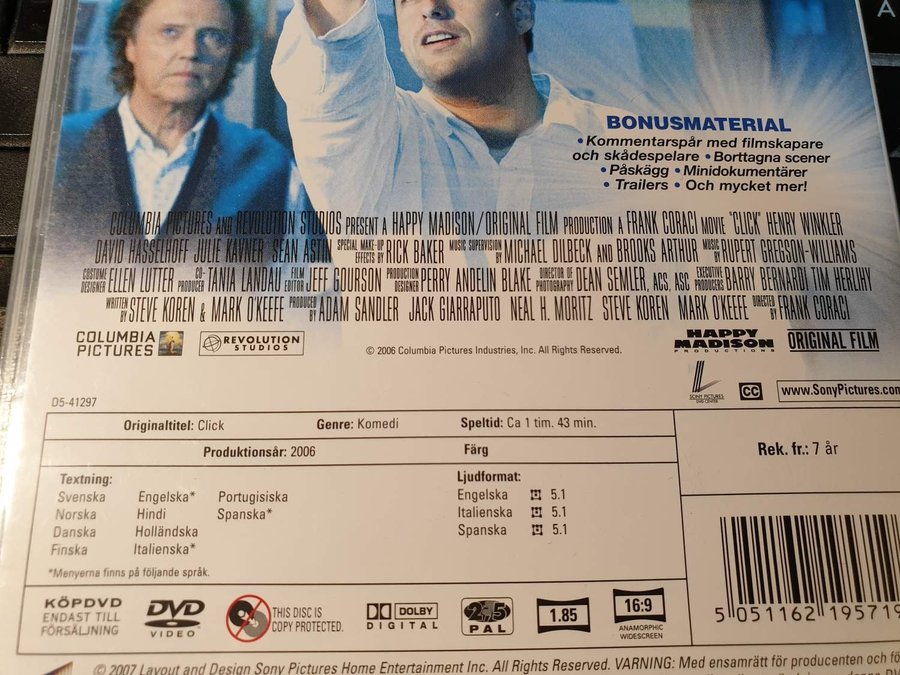 A
BONUSMATERIAL
• Kommentarspår med filmskapare
och skådespelare • Borttagna scener
• Påskägg • Minidokumentärer
• Trailers • Och mycket mer!
COLUMBIA PICTURES AND REVOLUTION STUDIOS PRESENT A HAPPY MADISON/ORIGINAL FILM PRODUCTION A FRANK CORACI MOVIE "CLICK" HENRY WINKLER
DAVID HASSELHOFF JULIE KAVNER SEAN ASTIN SPECIAL MAKE-UP EFFECTS BY RICK BAKER MUSIC SUPERVISION BY MICHAEL DILBECK AND BROOKS ARTHUR MUSIC BY RUPERT GREGSON-WILLIAMS
COSTUME DESIGNER ELLEN LUTTER CO-PRODUCER TANIA LANDAU FILM EDITOR JEFF GOURSON PRODUCTION DESIGNER PERRY ANDELIN BLAKE DIRECTOR OF PHOTOGRAPHY DEAN SEMLER, ACS, ASC EXECUTIVE PRODUCERS BARRY BERNARDI TIM HERLIHY
WRITTEN BY STEVE KOREN & MARK O'KEEFE PRODUCED BY ADAM SANDLER JACK GIARRAPUTO NEAL H. MORITZ STEVE KOREN MARK O'KEEFE DIRECTED BY FRANK CORACI
COLUMBIA PICTURES
REVOLUTION STUDIOS
© 2006 Columbia Pictures Industries, Inc. All Rights Reserved.
HAPPY MADISON PRODUCTIONS
ORIGINAL FILM
SONY PICTURES
DVD CENTER
CC
www.SonyPictures.com
D5-41297
Originaltitel: Click Genre: Komedi Speltid: Ca 1 tim. 43 min.
Rek. fr.: 7 år
Produktionsår: 2006 Färg
Textning:
Svenska Engelska* Portugisiska
Norska Hindi Spanska*
Danska Holländska
Finska Italienska*
*Menyerna finns på följande språk.
Ljudformat:
Engelska 5.1
Italienska 5.1
Spanska 5.1
KÖPDVD
ENDAST TILL
FÖRSÄLJNING
DVD
VIDEO
THIS DISC IS
COPY PROTECTED.
DOLBY
DIGITAL
2 5
PAL
1.85
16:9
ANAMORPHIC
WIDESCREEN
5 051162 195719
© 2007 Layout and Design Sony Pictures Home Entertainment Inc. All Rights Reserved. VARNING: Med ensamrätt för producenten och